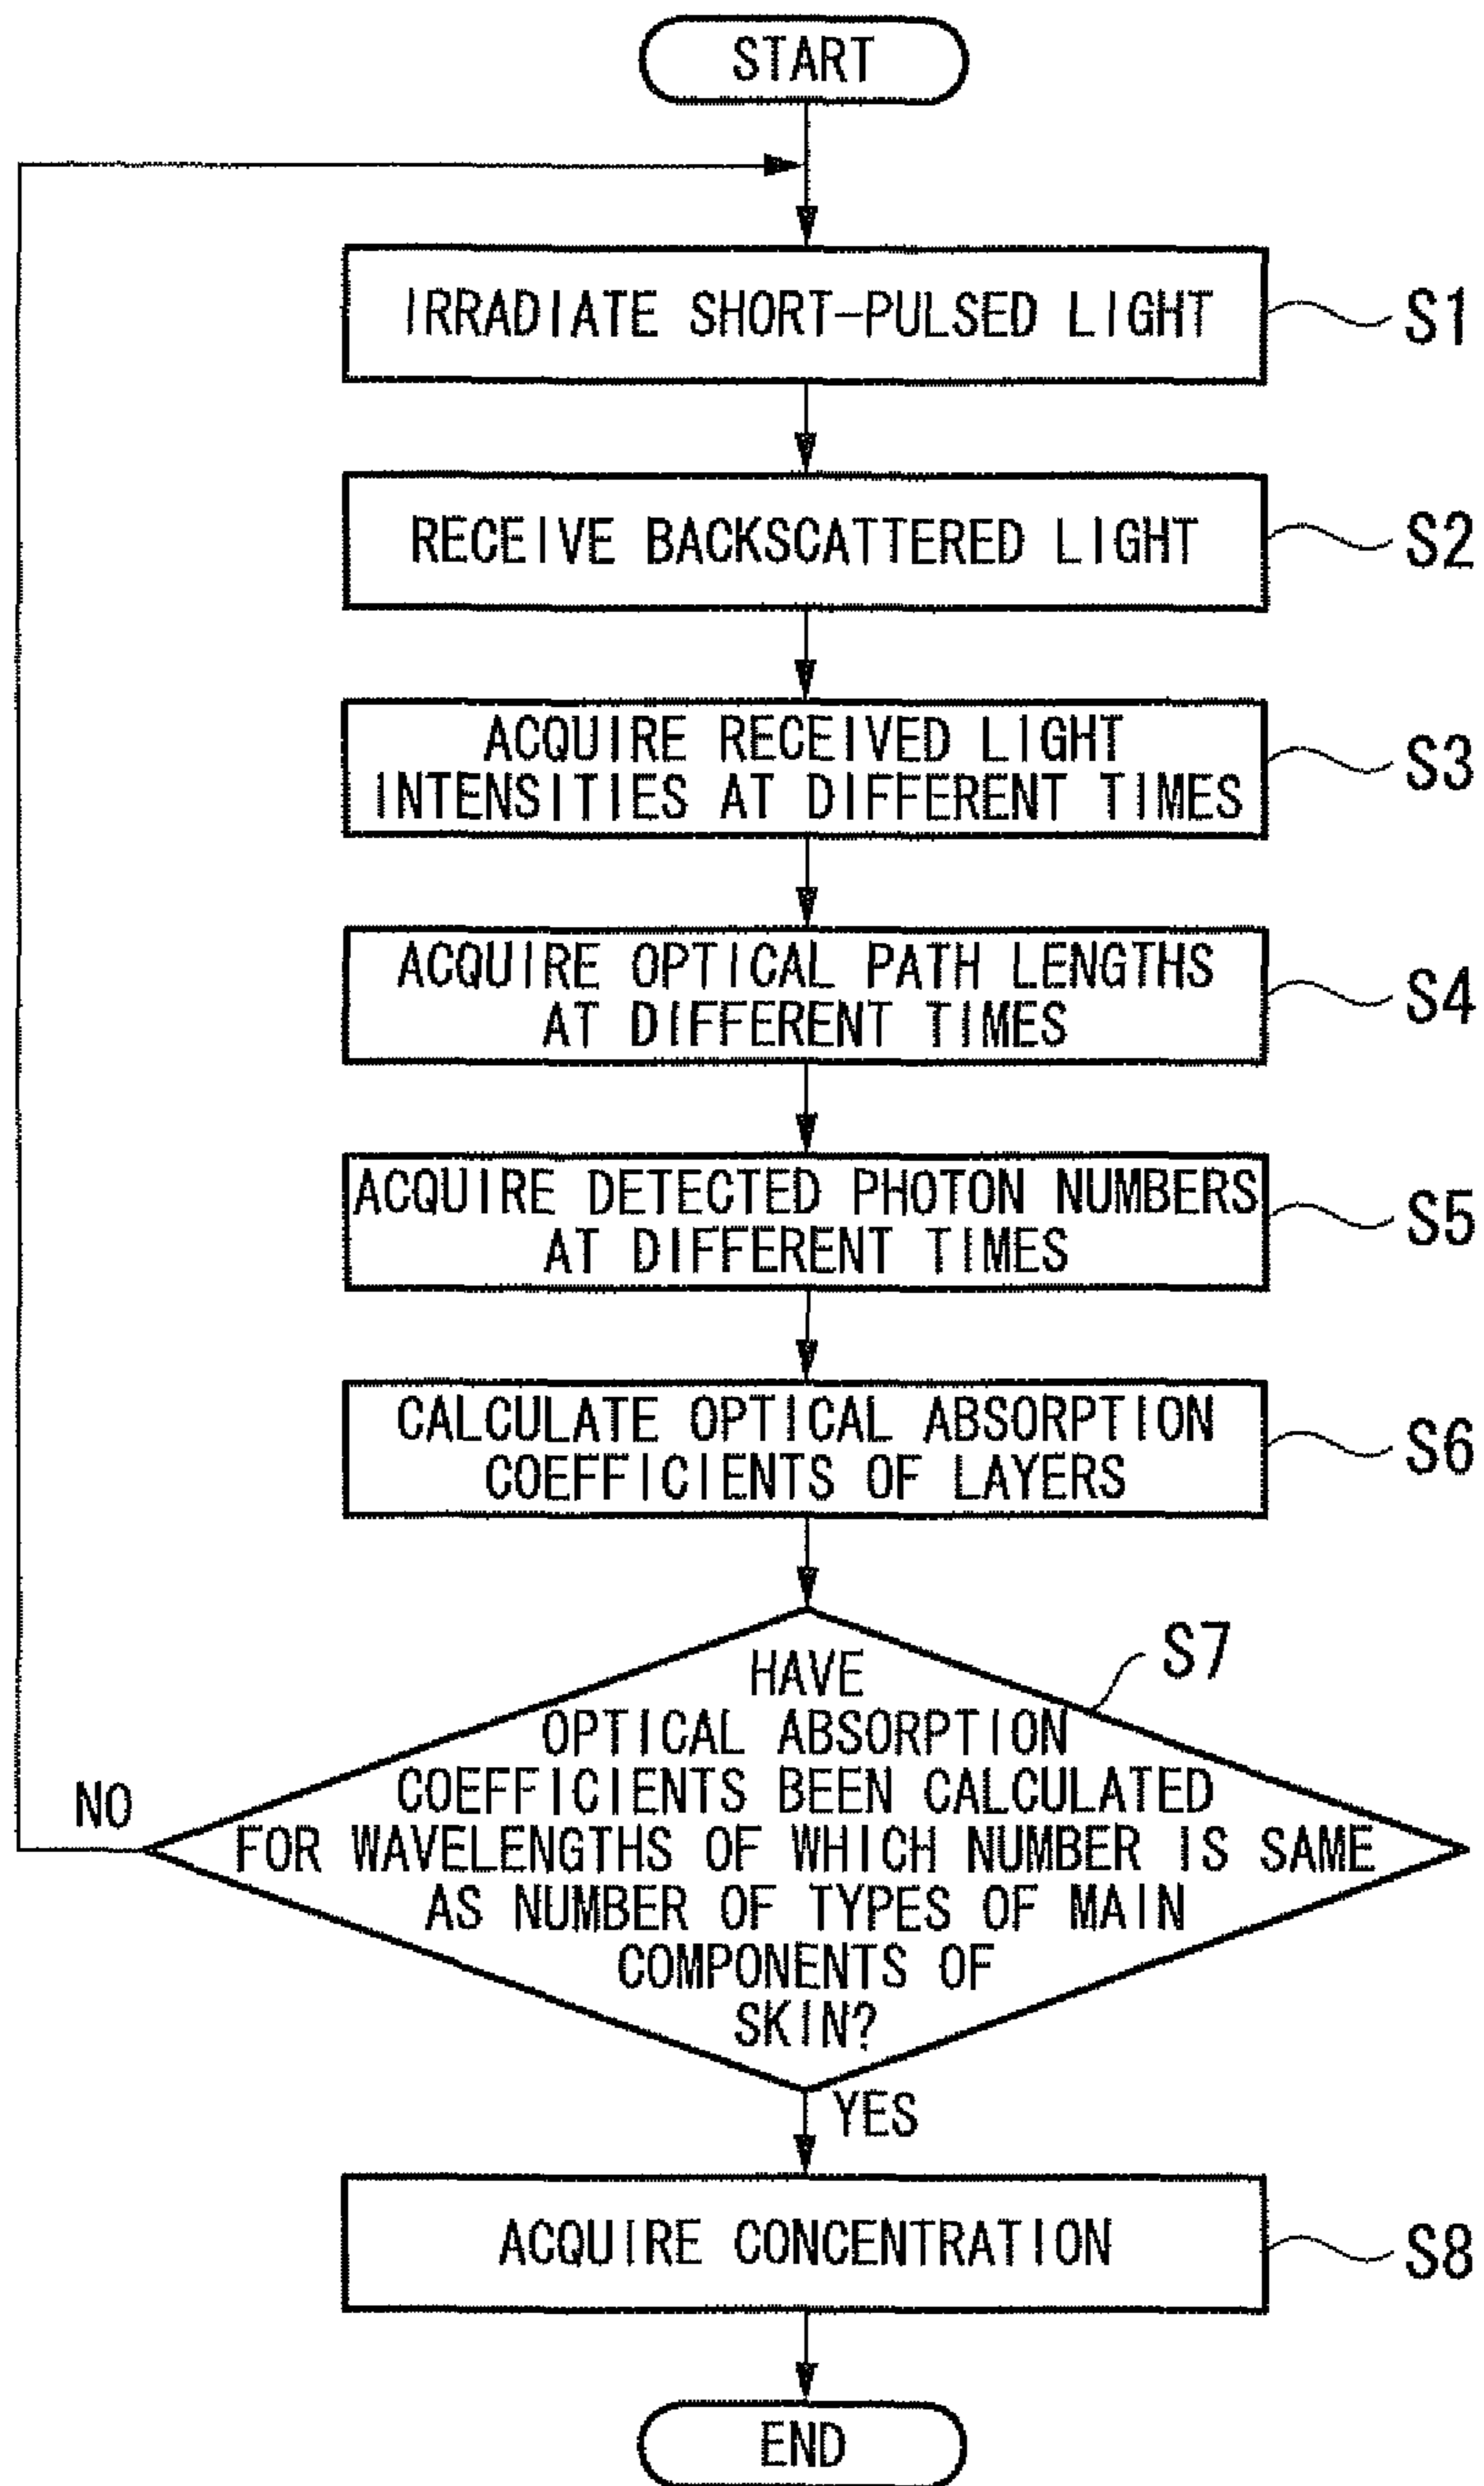 START
IRRADIATE SHORT-PULSED LIGHT
S1
RECEIVE BACKSCATTERED LIGHT
S2
ACQUIRE RECEIVED LIGHT
INTENSITIES AT DIFFERENT TIMES
S3
ACQUIRE OPTICAL PATH LENGTHS
AT DIFFERENT TIMES
S4
ACQUIRE DETECTED PHOTON NUMBERS
AT DIFFERENT TIMES
S5
CALCULATE OPTICAL ABSORPTION
COEFFICIENTS OF LAYERS
S6
S7
HAVE
OPTICAL ABSORPTION
COEFFICIENTS BEEN CALCULATED
FOR WAVELENGTHS OF WHICH NUMBER IS SAME
AS NUMBER OF TYPES OF MAIN
COMPONENTS OF
SKIN?
NO
YES
ACQUIRE CONCENTRATION
S8
END